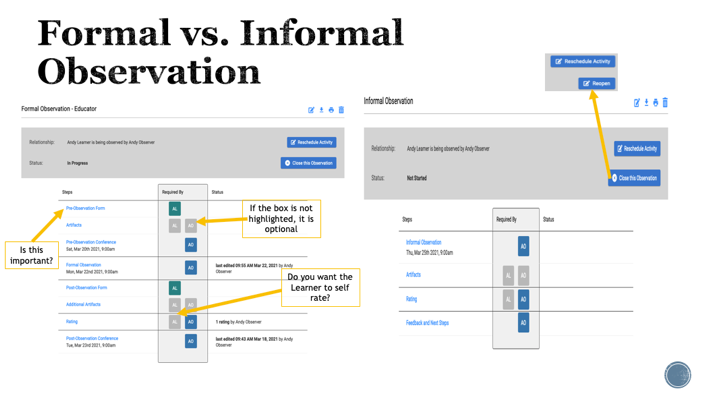 Formal vs. Informal
Observation
Formal Observation - Educator
Relationship: Andy Learner is being observed by Andy Observer
Reschedule Activity
Status: In Progress
Close this Observation
Steps Required By Status
Pre-Observation Form AL
Artifacts AL AO
Pre-Observation Conference AO
Sat, Mar 20th 2021, 9:00am
Formal Observation AO last edited 09:55 AM Mar 22, 2021 by Andy
Mon, Mar 22nd 2021, 9:00am Observer
Post-Observation Form AL
Additional Artifacts AL AO
Rating AL AO 1 rating by Andy Observer
Post-Observation Conference AO last edited 09:43 AM Mar 18, 2021 by Andy
Tue, Mar 23rd 2021, 9:00am Observer
If the box is not
highlighted, it is
optional
Is this
important?
Do you want the
Learner to self
rate?
Reschedule Activity
Reopen
Informal Observation
Relationship: Andy Learner is being observed by Andy Observer
Reschedule Activity
Status: Not Started
Close this Observation
Steps Required By Status
Informal Observation AO
Thu, Mar 25th 2021, 9:00am
Artifacts AL AO
Rating AL AO
Feedback and Next Steps AO